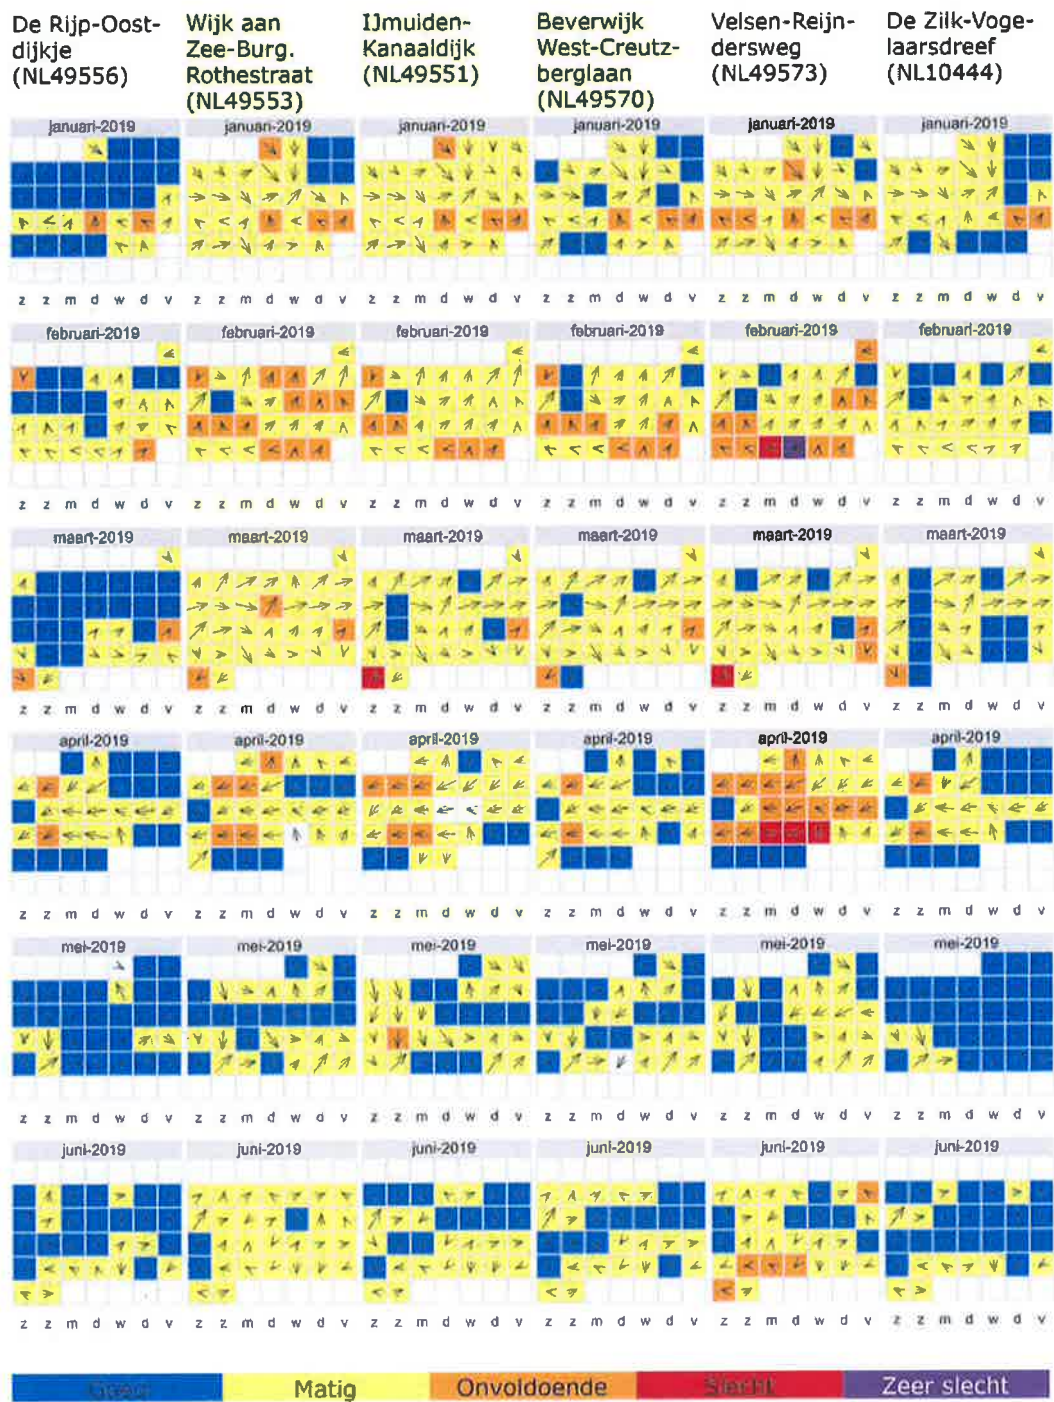 De Rijp-Oost-
dijkje
(NL49556)
Wijk aan
Zee-Burg.
Rothestraat
(NL49553)
IJmuiden-
Kanaaldijk
(NL49551)
Beverwijk
West-Creutz-
berglaan
(NL49570)
Velsen-Reijn-
dersweg
(NL49573)
De Zilk-Voge-
laarsdreef
(NL10444)
januari-2019 januari-2019 januari-2019 januari-2019 januari-2019 januari-2019
z z m d w d v z z m d w d v z z m d w d v z z m d w d v z z m d w d v z z m d w d v
februari-2019 februari-2019 februari-2019 februari-2019 februari-2019 februari-2019
z z m d w d v z z m d w d v z z m d w d v z z m d w d v z z m d w d v z z m d w d v
maart-2019 maart-2019 maart-2019 maart-2019 maart-2019 maart-2019
z z m d w d v z z m d w d v z z m d w d v z z m d w d v z z m d w d v z z m d w d v
april-2019 april-2019 april-2019 april-2019 april-2019 april-2019
z z m d w d v z z m d w d v z z m d w d v z z m d w d v z z m d w d v z z m d w d v
mei-2019 mei-2019 mei-2019 mei-2019 mei-2019 mei-2019
z z m d w d v z z m d w d v z z m d w d v z z m d w d v z z m d w d v z z m d w d v
juni-2019 juni-2019 juni-2019 juni-2019 juni-2019 juni-2019
z z m d w d v z z m d w d v z z m d w d v z z m d w d v z z m d w d v z z m d w d v
Goed Matig Onvoldoende Slecht Zeer slecht